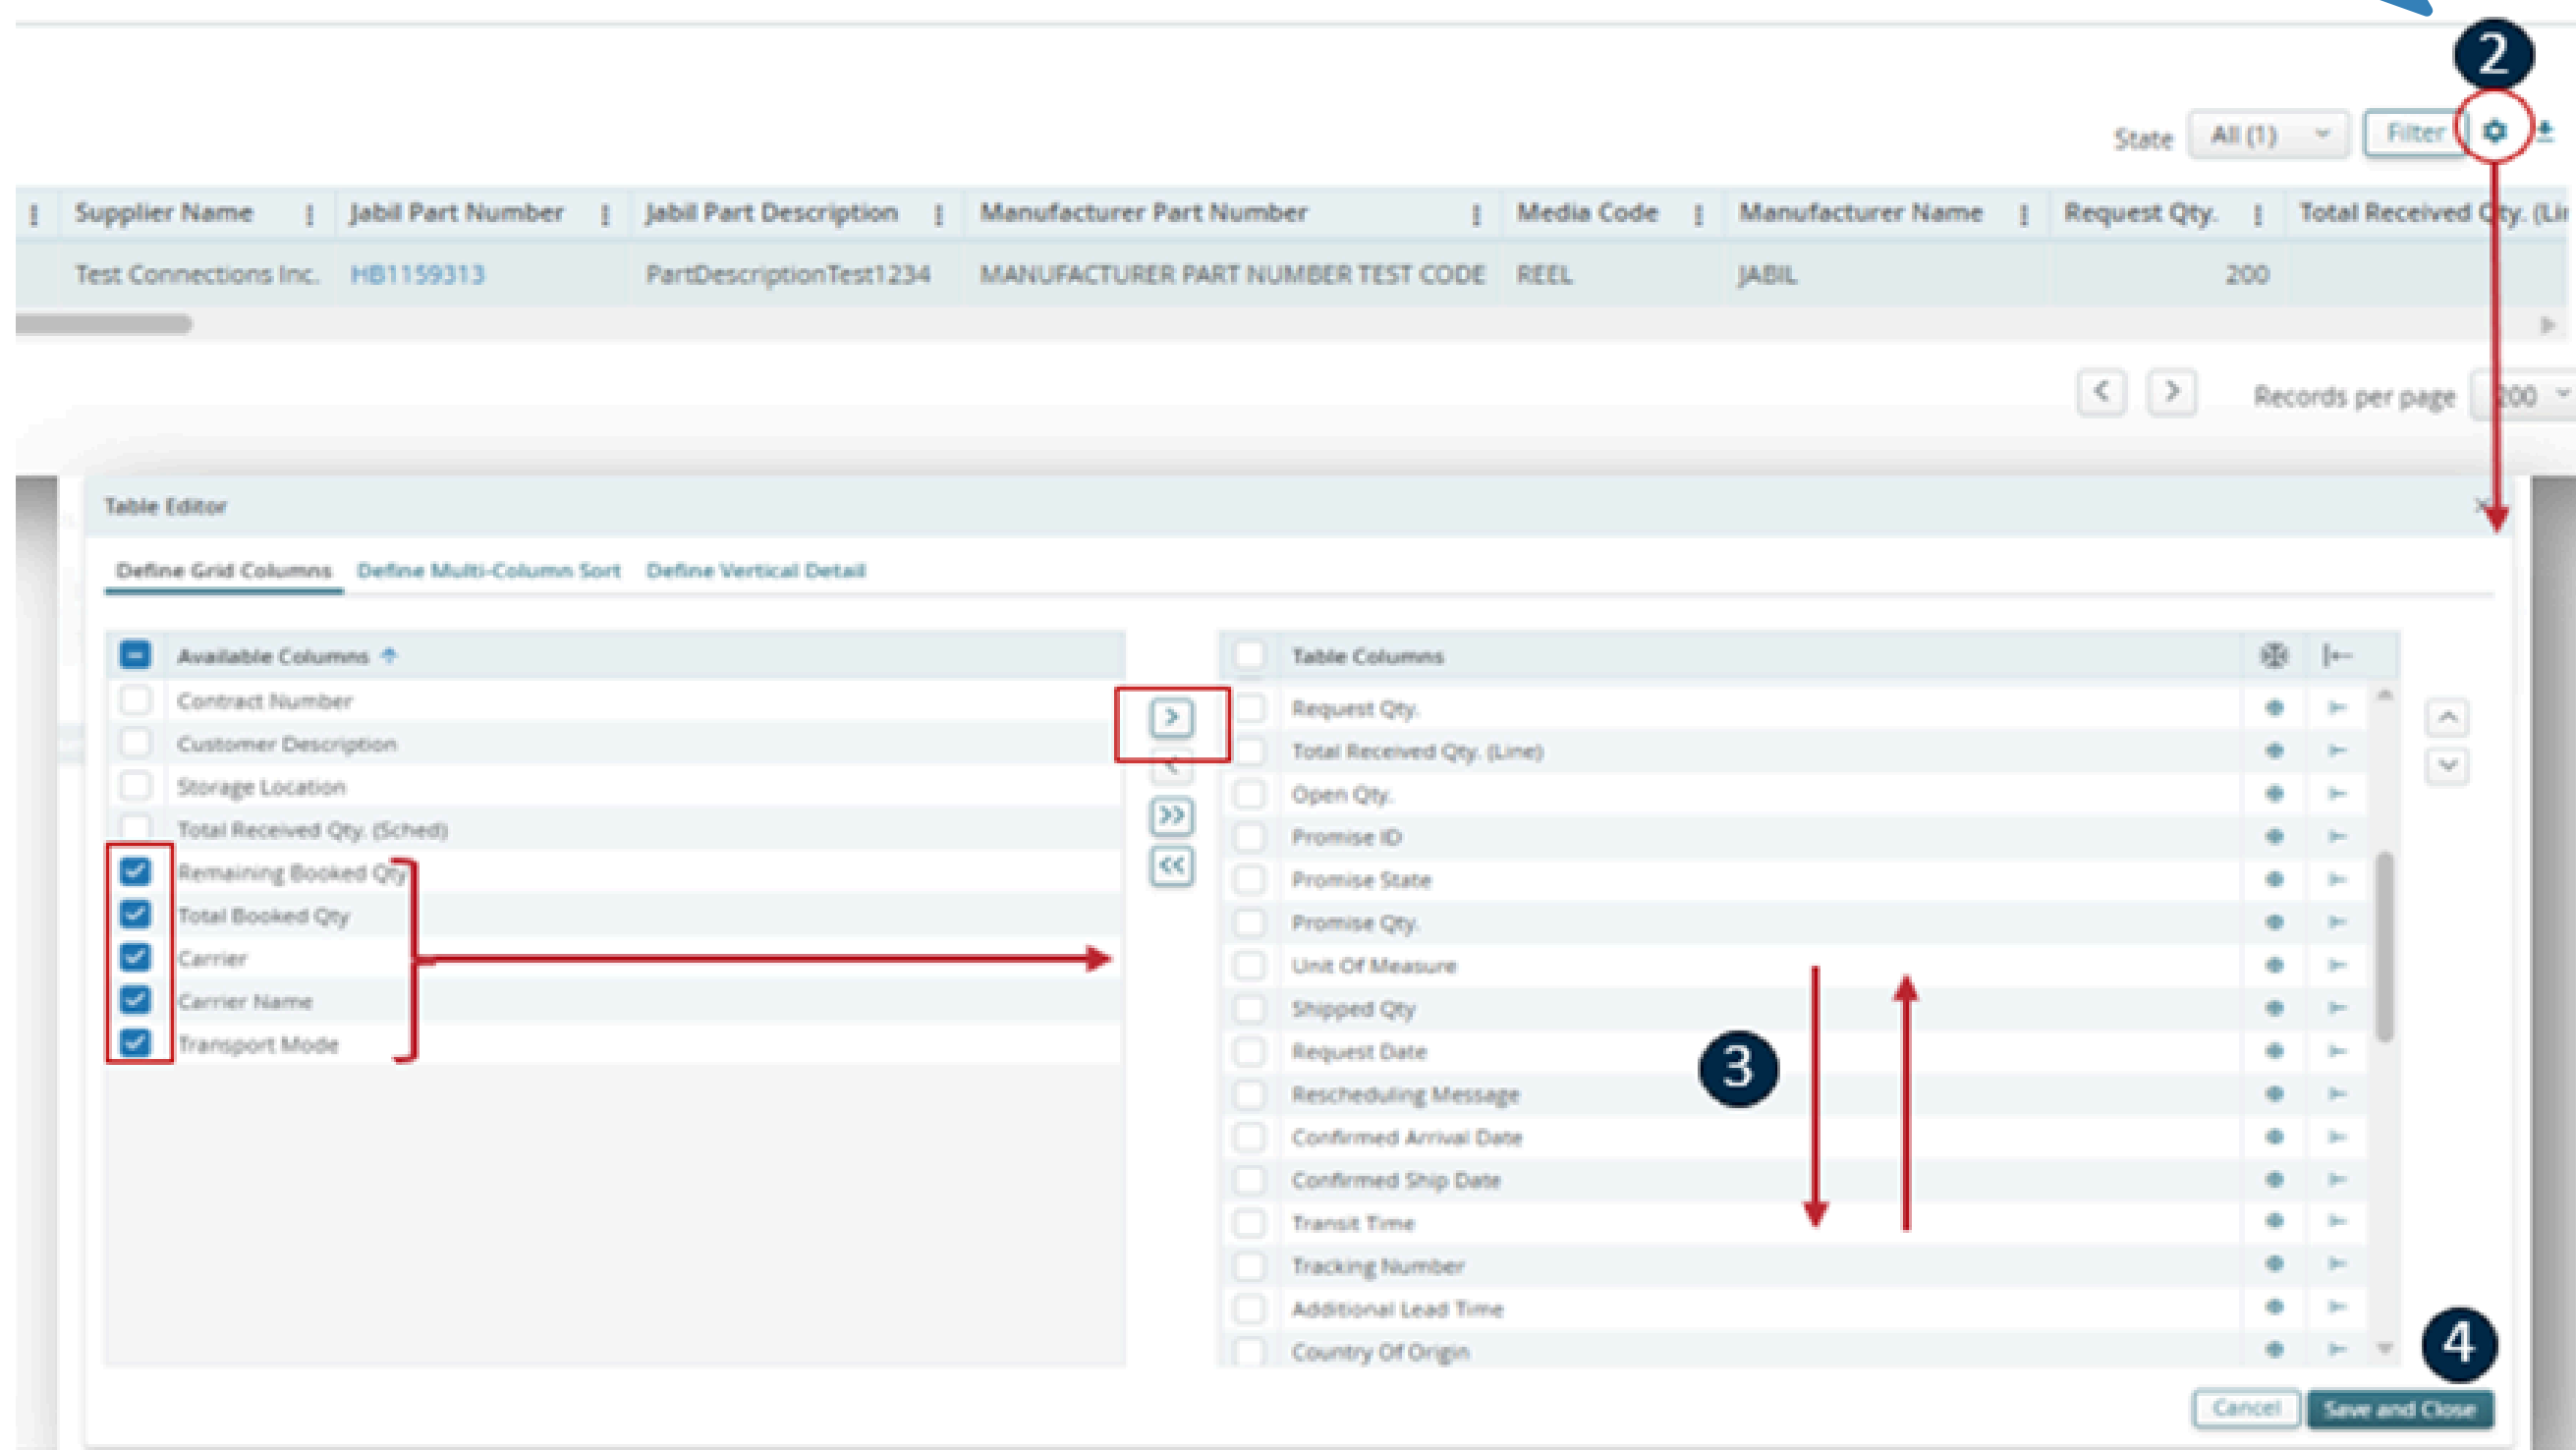 2
State All (1) Filter
Supplier Name Jabil Part Number Jabil Part Description Manufacturer Part Number Media Code Manufacturer Name Request Qty. Total Received Qty. (Lir
Test Connections Inc. HB1159313 PartDescriptionTest1234 MANUFACTURER PART NUMBER TEST CODE REEL JABIL 200
< > Records per page 200
Table Editor ×
Define Grid Columns Define Multi-Column Sort Define Vertical Detail
Available Columns
Contract Number
Customer Description
Storage Location
Total Received Qty. (Sched)
Remaining Booked Qty
Total Booked Qty
Carrier
Carrier Name
Transport Mode
>
<
>>
<<
Table Columns
Request Qty.
Total Received Qty. (Line)
Open Qty.
Promise ID
Promise State
Promise Qty.
Unit Of Measure
Shipped Qty
Request Date
Rescheduling Message
Confirmed Arrival Date
Confirmed Ship Date
Transit Time
Tracking Number
Additional Lead Time
Country Of Origin
3
4
Cancel Save and Close